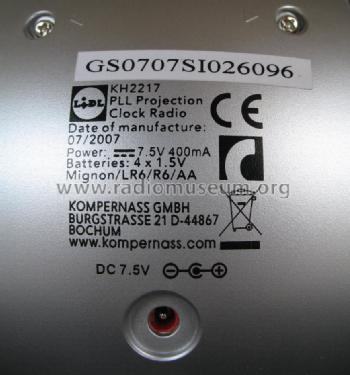 GS0707SI026096
LIDL
KH2217
PLL Projection
Clock Radio
Date of manufacture:
07/2007
Power: 7.5V 400mA
Batteries: 4 x 1.5V
Mignon/LR6/R6/AA
© www.radiomuseum.org
KOMPERNASS GMBH
BURGSTRASSE 21 D-44867
BOCHUM
www.kompernass.com
DC 7.5V
CE